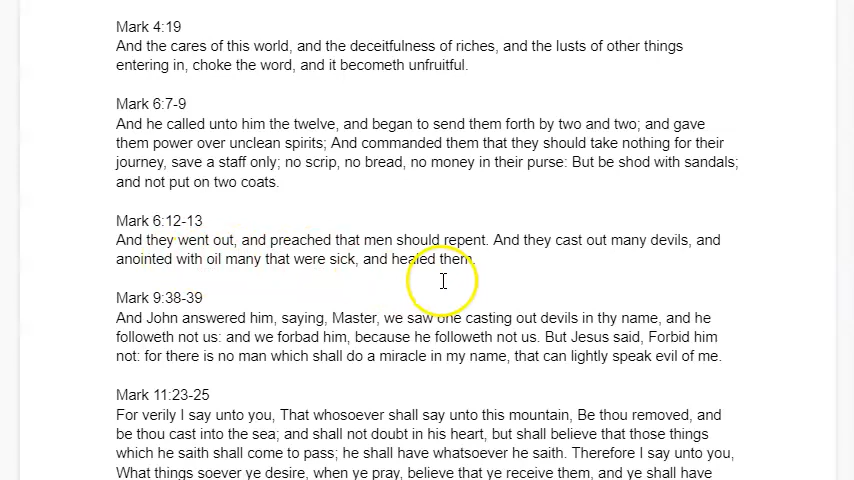 Mark 4:19
And the cares of this world, and the deceitfulness of riches, and the lusts of other things
entering in, choke the word, and it becometh unfruitful.
Mark 6:7-9
And he called unto him the twelve, and began to send them forth by two and two; and gave
them power over unclean spirits; And commanded them that they should take nothing for their
journey, save a staff only; no scrip, no bread, no money in their purse: But be shod with sandals;
and not put on two coats.
Mark 6:12-13
And they went out, and preached that men should repent. And they cast out many devils, and
anointed with oil many that were sick, and healed them.
Mark 9:38-39
And John answered him, saying, Master, we saw one casting out devils in thy name, and he
followeth not us: and we forbad him, because he followeth not us. But Jesus said, Forbid him
not: for there is no man which shall do a miracle in my name, that can lightly speak evil of me.
Mark 11:23-25
For verily I say unto you, That whosoever shall say unto this mountain, Be thou removed, and
be thou cast into the sea; and shall not doubt in his heart, but shall believe that those things
which he saith shall come to pass; he shall have whatsoever he saith. Therefore I say unto you,
What things soever ye desire, when ye pray, believe that ye receive them, and ye shall have